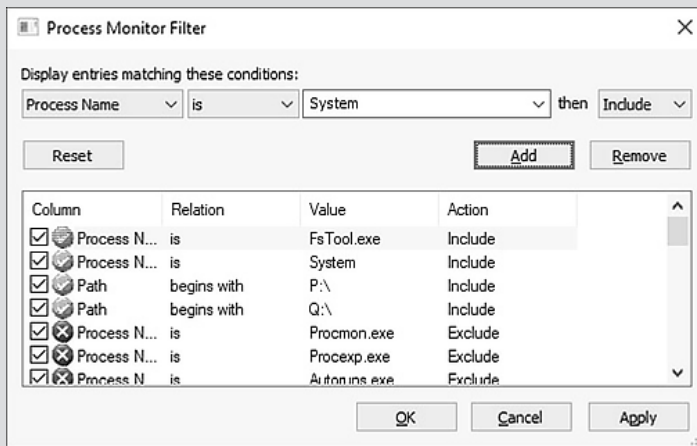 Process Monitor Filter
Display entries matching these conditions:
Process Name is System then Include
Reset Add Remove
Column Relation Value Action
Process N... is FsTool.exe Include
Process N... is System Include
Path begins with P:\ Include
Path begins with Q:\ Include
Process N... is Procmon.exe Exclude
Process N... is Procexp.exe Exclude
Process N is Autoruns.exe Exclude
OK Cancel Apply